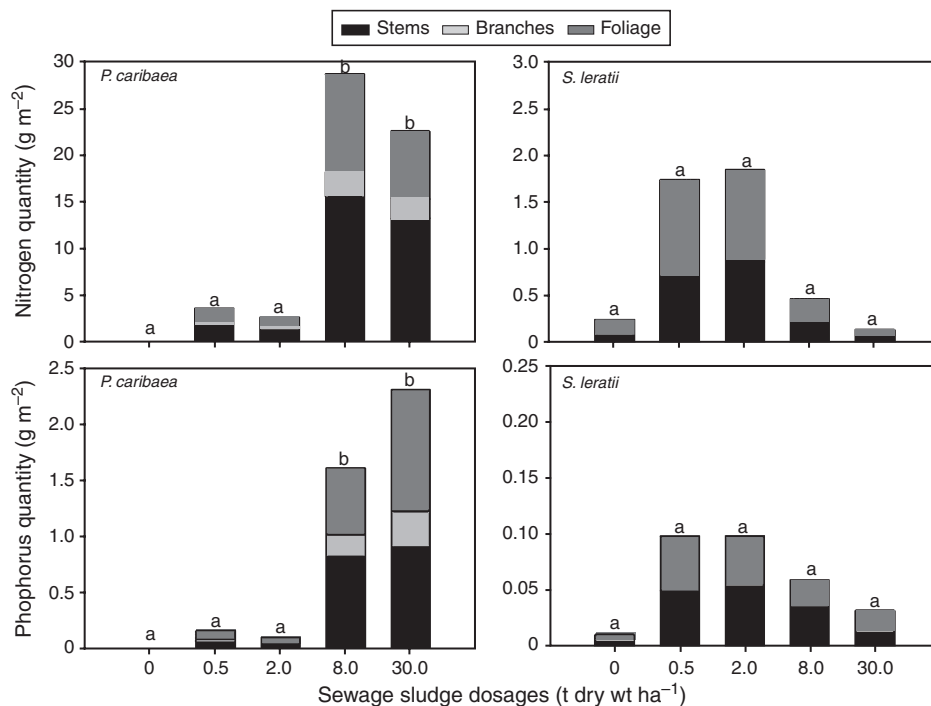 Stems Branches Foliage
P. caribaea
S. leratii
Nitrogen quantity (g m⁻²)
30
25
20
15
10
5
0
a
a
a
b
b
3.0
2.5
2.0
1.5
1.0
0.5
0
a
a
a
a
a
P. caribaea
S. leratii
Phophorus quantity (g m⁻²)
2.5
2.0
1.5
1.0
0.5
0
a
a
a
b
b
0.25
0.20
0.15
0.10
0.05
0
a
a
a
a
a
0 0.5 2.0 8.0 30.0
0 0.5 2.0 8.0 30.0
Sewage sludge dosages (t dry wt ha⁻¹)